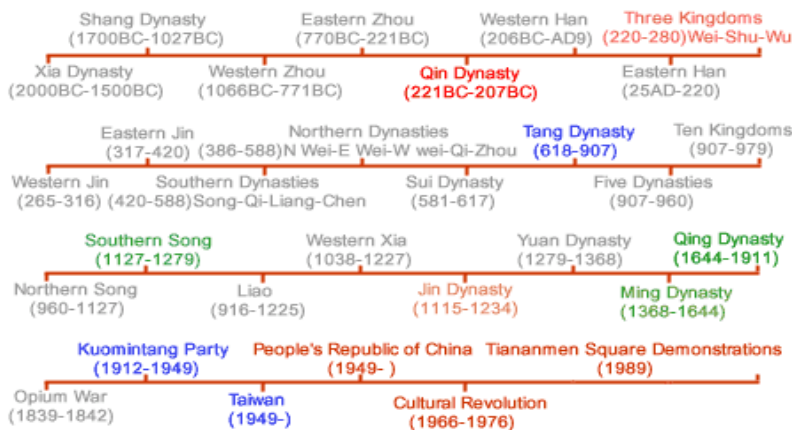 Shang Dynasty Eastern Zhou Western Han Three Kingdoms
(1700BC-1027BC) (770BC-221BC) (206BC-AD9) (220-280)Wei-Shu-Wu
Xia Dynasty Western Zhou Qin Dynasty Eastern Han
(2000BC-1500BC) (1066BC-771BC) (221BC-207BC) (25AD-220)
Eastern Jin Northern Dynasties Tang Dynasty Ten Kingdoms
(317-420) (386-588)N Wei-E Wei-W wei-Qi-Zhou (618-907) (907-979)
Western Jin Southern Dynasties Sui Dynasty Five Dynasties
(265-316) (420-588)Song-Qi-Liang-Chen (581-617) (907-960)
Southern Song Western Xia Yuan Dynasty Qing Dynasty
(1127-1279) (1038-1227) (1279-1368) (1644-1911)
Northern Song Liao Jin Dynasty Ming Dynasty
(960-1127) (916-1225) (1115-1234) (1368-1644)
Kuomintang Party People's Republic of China Tiananmen Square Demonstrations
(1912-1949) (1949- ) (1989)
Opium War Taiwan Cultural Revolution
(1839-1842) (1949-) (1966-1976)